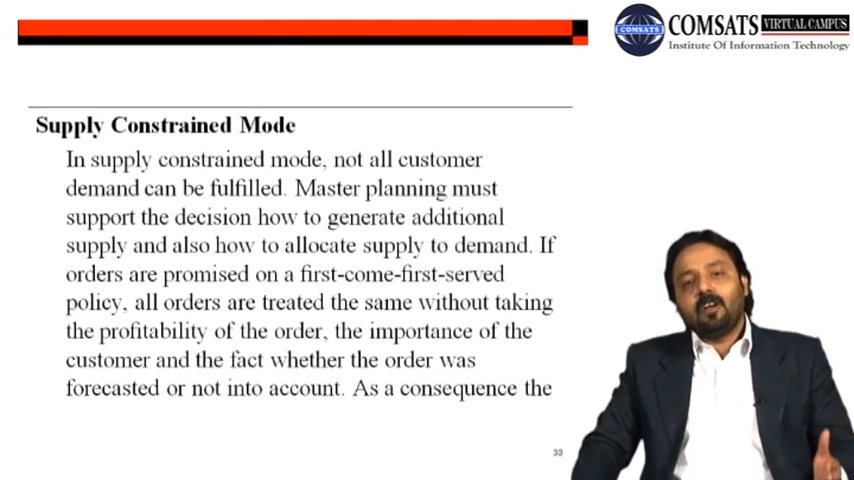 COMSATS
COMSATS VIRTUAL CAMPUS
Institute Of Information Technology
Supply Constrained Mode
In supply constrained mode, not all customer
demand can be fulfilled. Master planning must
support the decision how to generate additional
supply and also how to allocate supply to demand. If
orders are promised on a first-come-first-served
policy, all orders are treated the same without taking
the profitability of the order, the importance of the
customer and the fact whether the order was
forecasted or not into account. As a consequence the
33